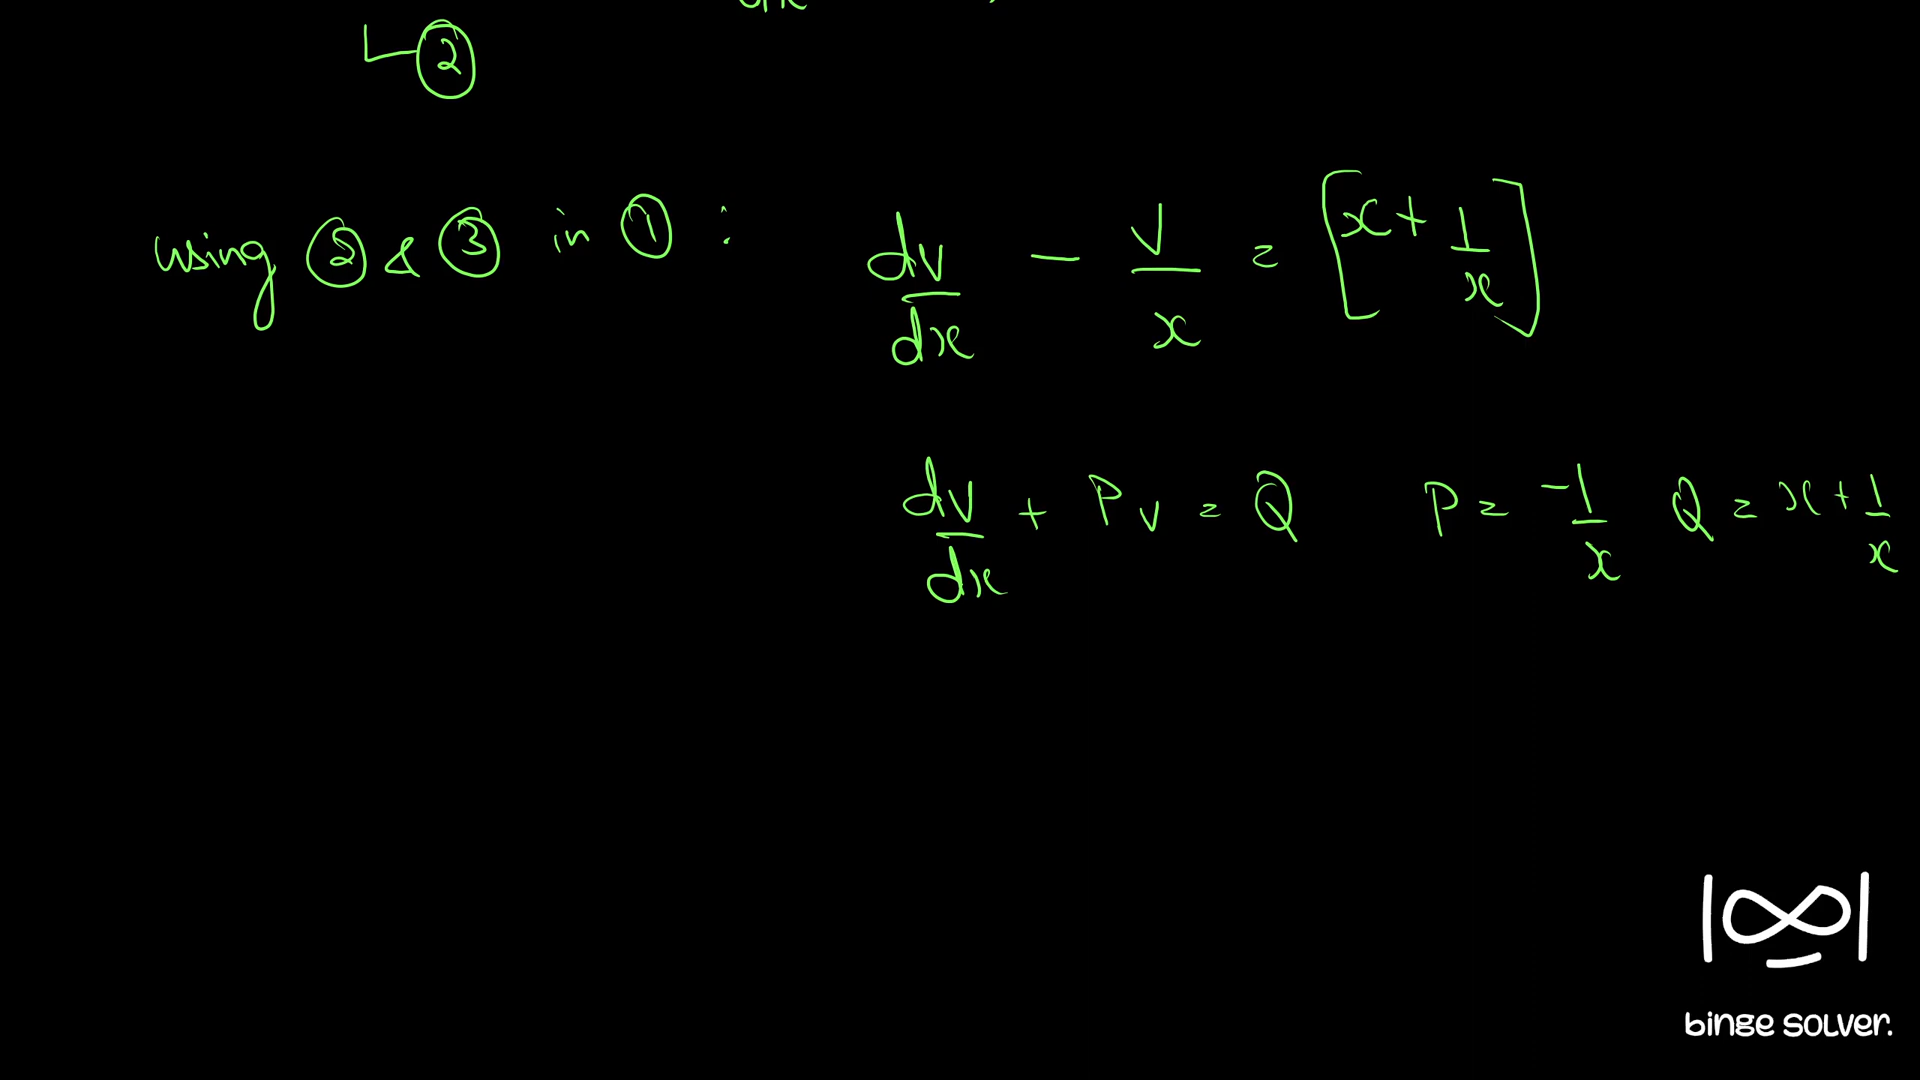 ②
using ② & ③ in ① : dv/dx - v/x = [x + 1/x]
dv/dx + Pv = Q P = -1/x Q = x + 1/x
binge solver.